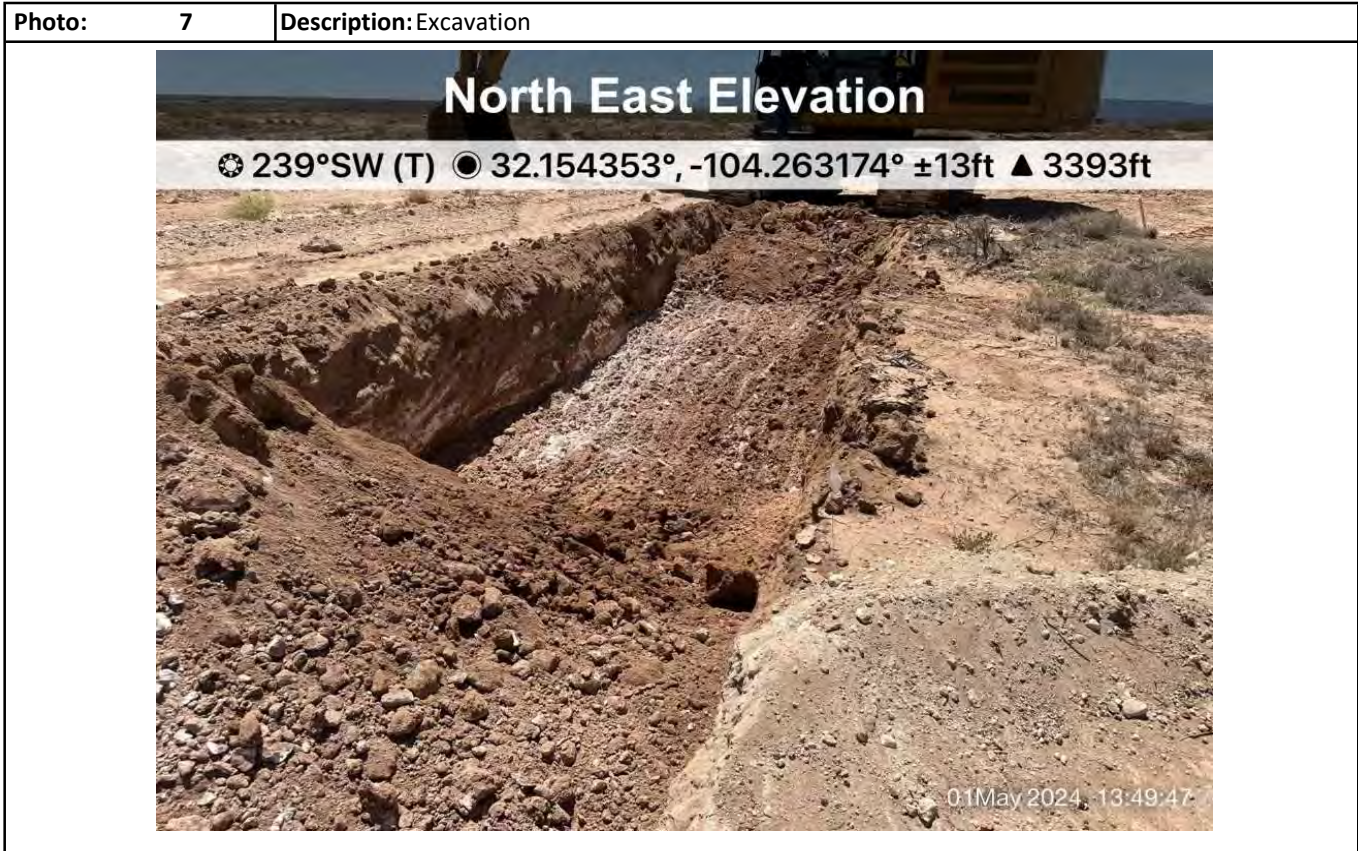 Photo: 7 Description: Excavation
North East Elevation
239°SW (T) 32.154353°, -104.263174° ±13ft ▲ 3393ft
01May 2024, 13:49:47